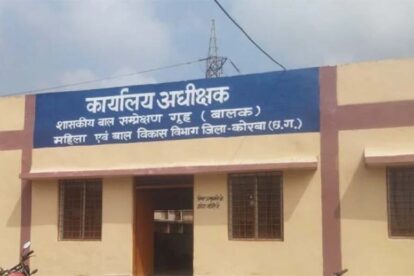 कार्यालय अधीक्षक
शासकीय बाल सम्प्रेक्षण गृह (बालक)
महिला एवं बाल विकास विभाग जिला-कोरबा(छ.ग.)